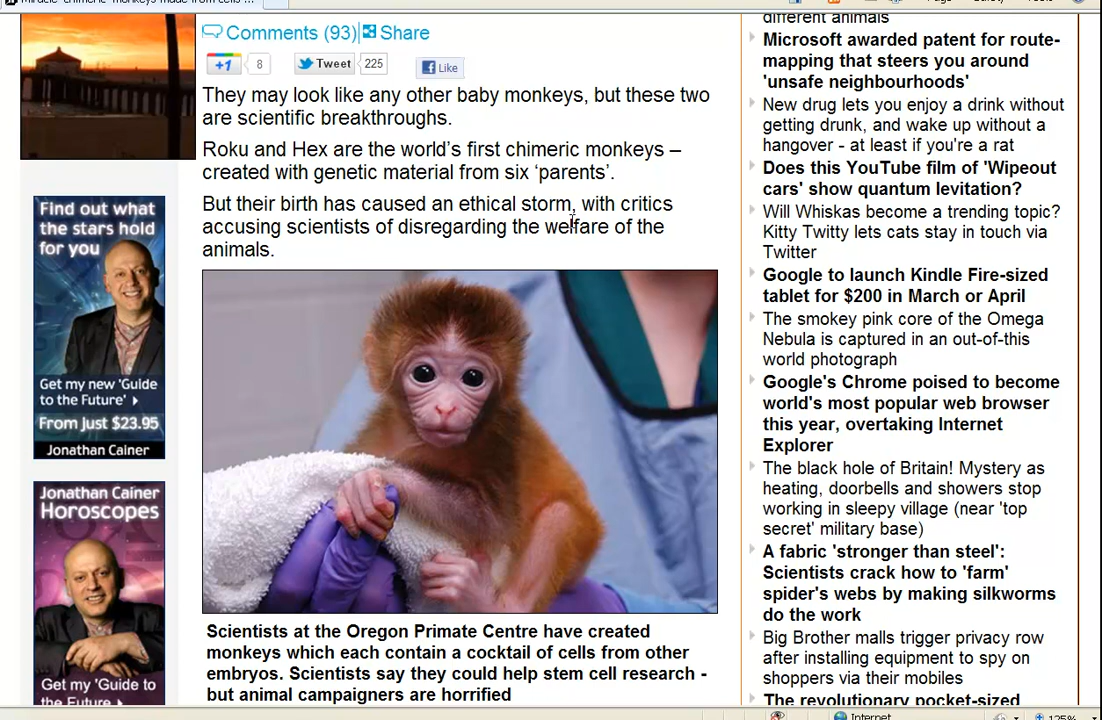 Miracle 'chimeric' monkeys made from cells ...
Comments (93) Share
+1 8 Tweet 225 Like
They may look like any other baby monkeys, but these two
are scientific breakthroughs.
Roku and Hex are the world's first chimeric monkeys –
created with genetic material from six 'parents'.
But their birth has caused an ethical storm, with critics
accusing scientists of disregarding the welfare of the
animals.
Scientists at the Oregon Primate Centre have created
monkeys which each contain a cocktail of cells from other
embryos. Scientists say they could help stem cell research -
but animal campaigners are horrified
Find out what
the stars hold
for you
Get my new 'Guide
to the Future'
From Just $23.95
Jonathan Cainer
Jonathan Cainer
Horoscopes
Get my 'Guide to
the Future
different animals
Microsoft awarded patent for route-
mapping that steers you around
'unsafe neighbourhoods'
New drug lets you enjoy a drink without
getting drunk, and wake up without a
hangover - at least if you're a rat
Does this YouTube film of 'Wipeout
cars' show quantum levitation?
Will Whiskas become a trending topic?
Kitty Twitty lets cats stay in touch via
Twitter
Google to launch Kindle Fire-sized
tablet for $200 in March or April
The smokey pink core of the Omega
Nebula is captured in an out-of-this
world photograph
Google's Chrome poised to become
world's most popular web browser
this year, overtaking Internet
Explorer
The black hole of Britain! Mystery as
heating, doorbells and showers stop
working in sleepy village (near 'top
secret' military base)
A fabric 'stronger than steel':
Scientists crack how to 'farm'
spider's webs by making silkworms
do the work
Big Brother malls trigger privacy row
after installing equipment to spy on
shoppers via their mobiles
The revolutionary pocket-sized
Internet 125%